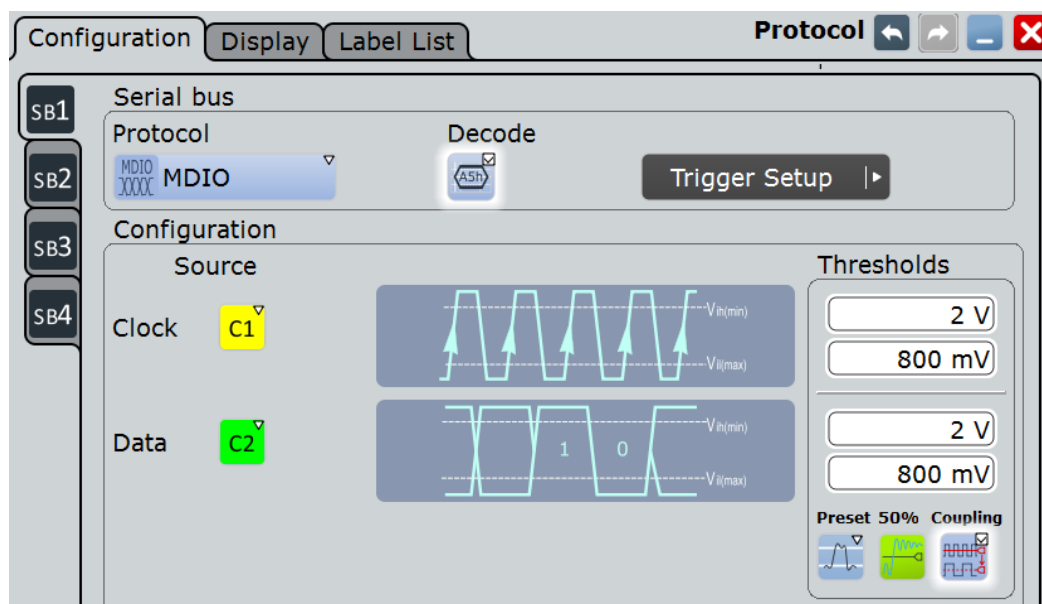 Configuration Display Label List Protocol
SB1
SB2
SB3
SB4
Serial bus
Protocol Decode
MDIO XXXX MDIO A5h Trigger Setup
Configuration
Source Thresholds
Clock C1 Vih(min) 2 V
Vil(max) 800 mV
Data C2 Vih(min) 2 V
1 0
Vil(max) 800 mV
Preset 50% Coupling